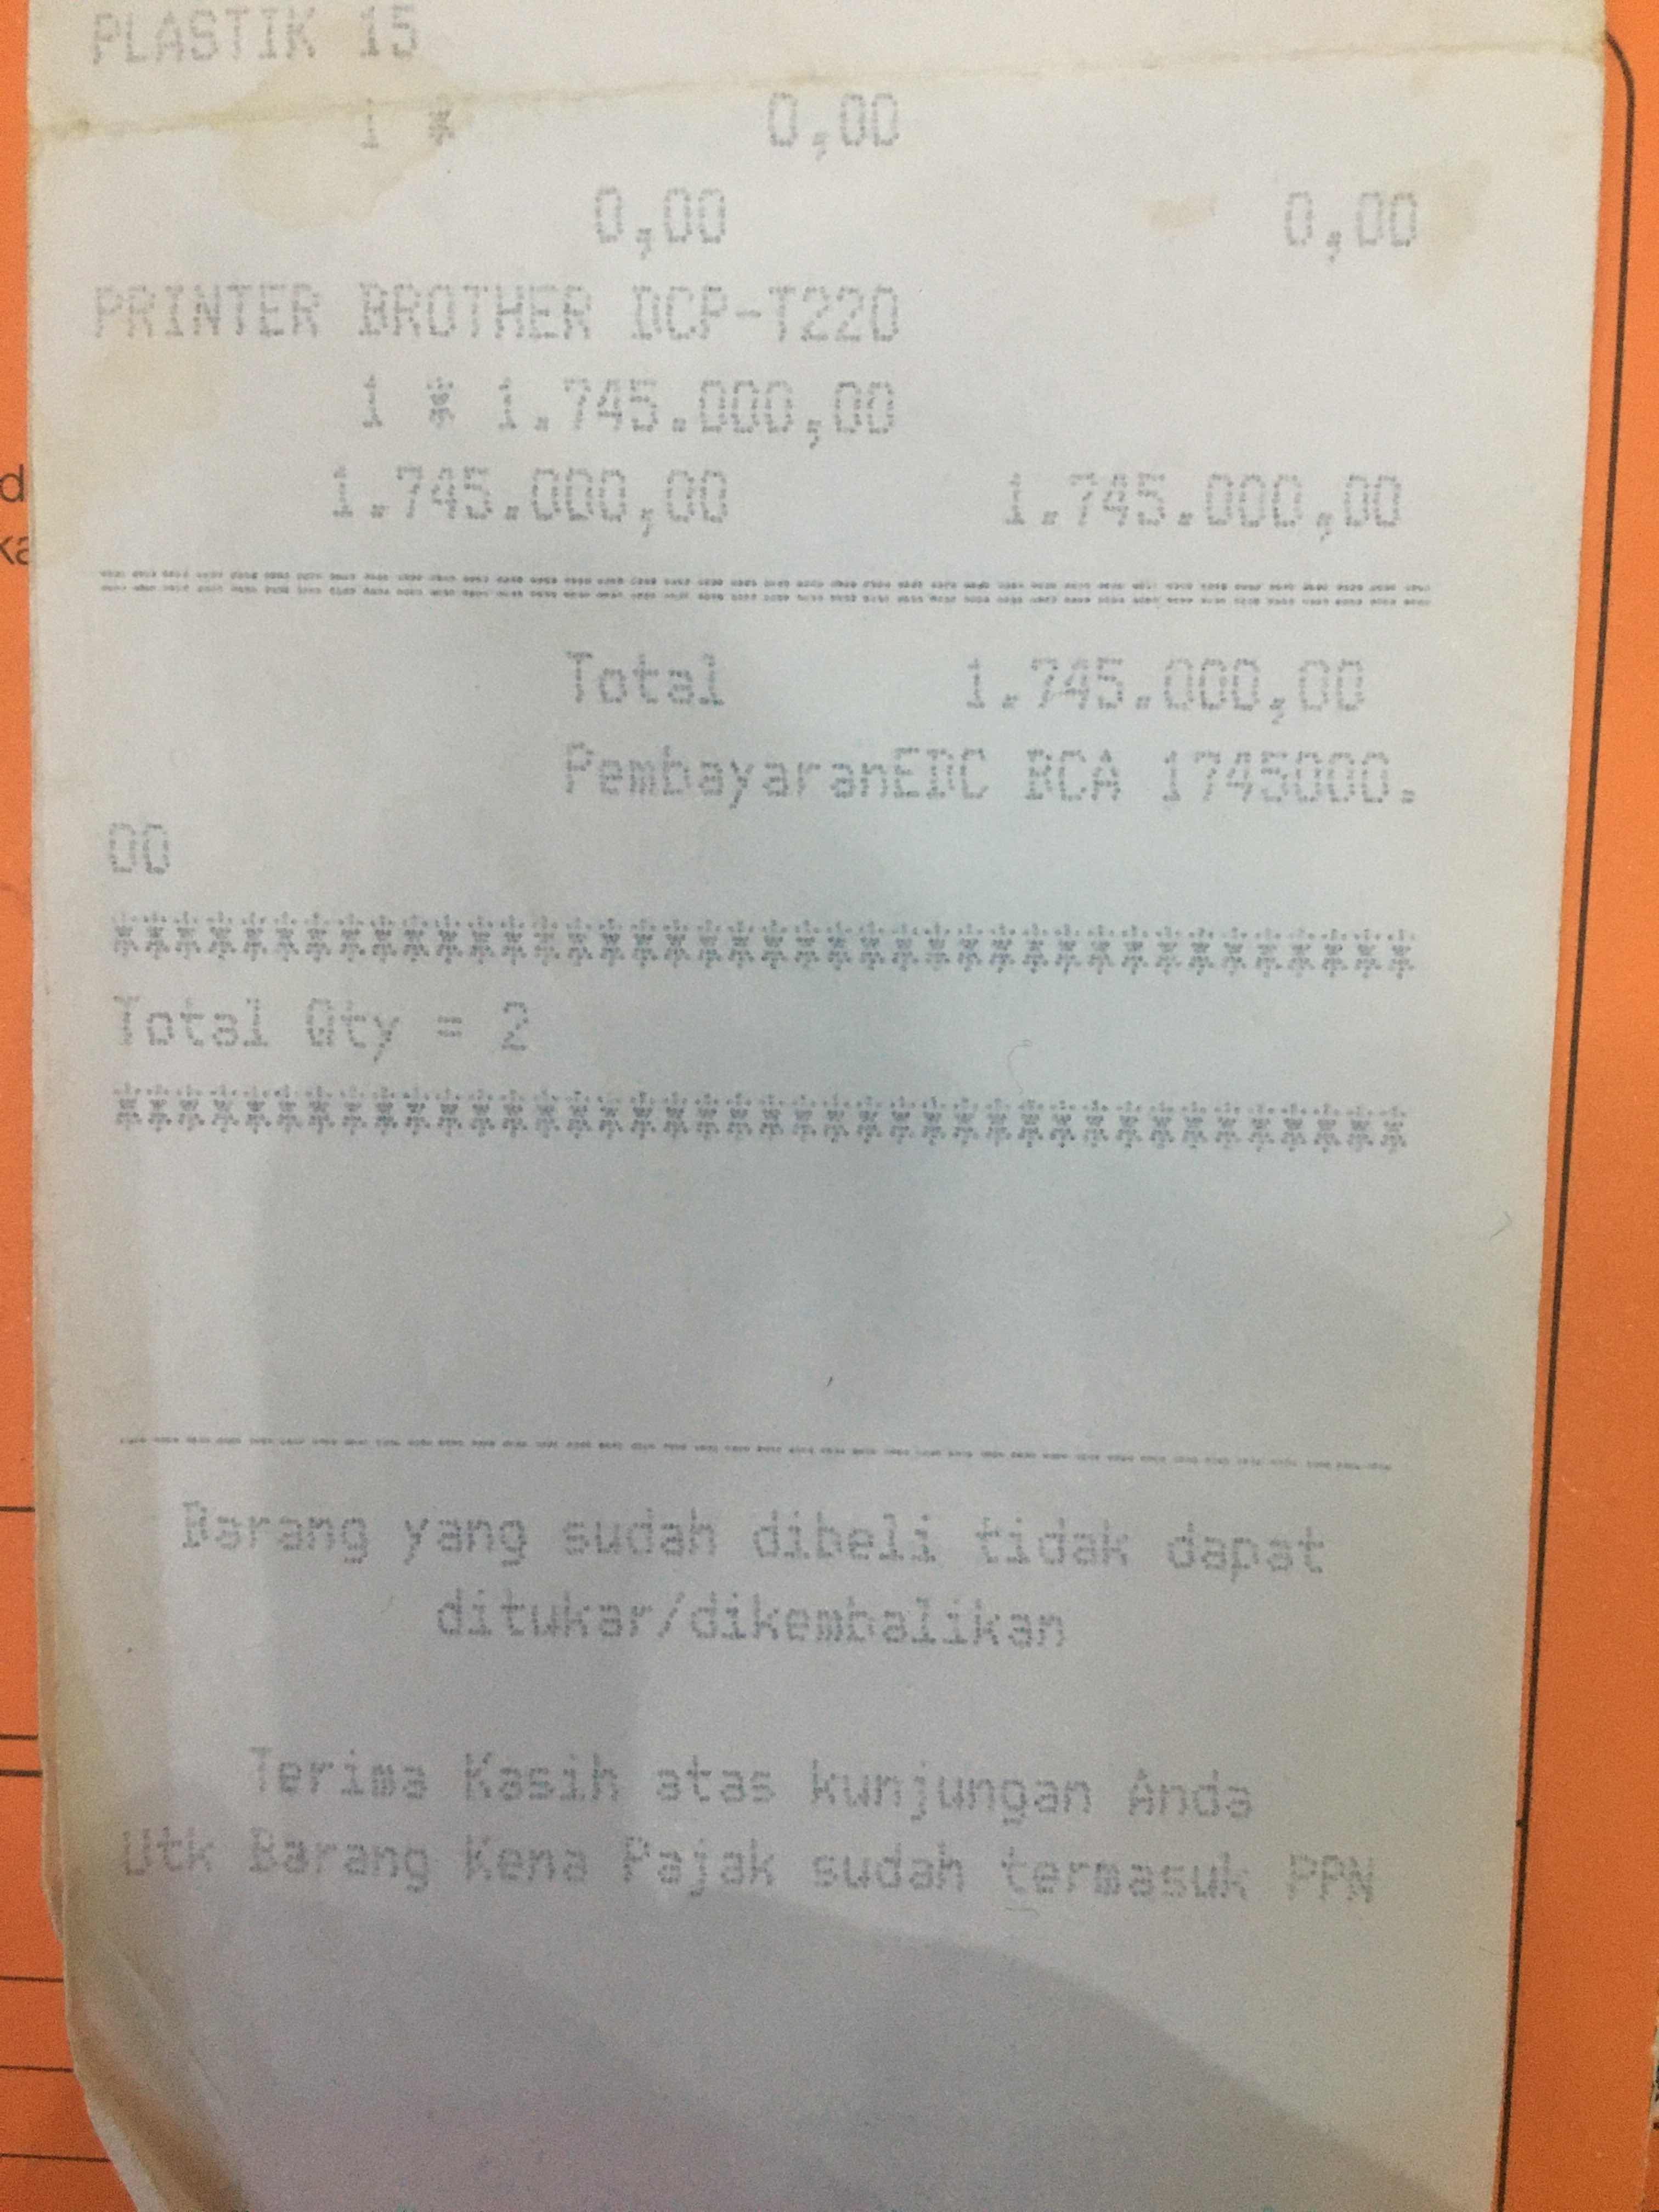 PLASTIK 15
1 * 0,00
0,00 0,00
PRINTER BROTHER DCP-T220
1 * 1.745.000,00
1.745.000,00 1.745.000,00
========================================
Total 1.745.000,00
PembayaranEDC BCA 1745000.
00
****************************************
Total Qty = 2
****************************************
----------------------------------------
Barang yang sudah dibeli tidak dapat
ditukar/dikembalikan
Terima Kasih atas kunjungan Anda
Utk Barang Kena Pajak sudah termasuk PPN
d
ka